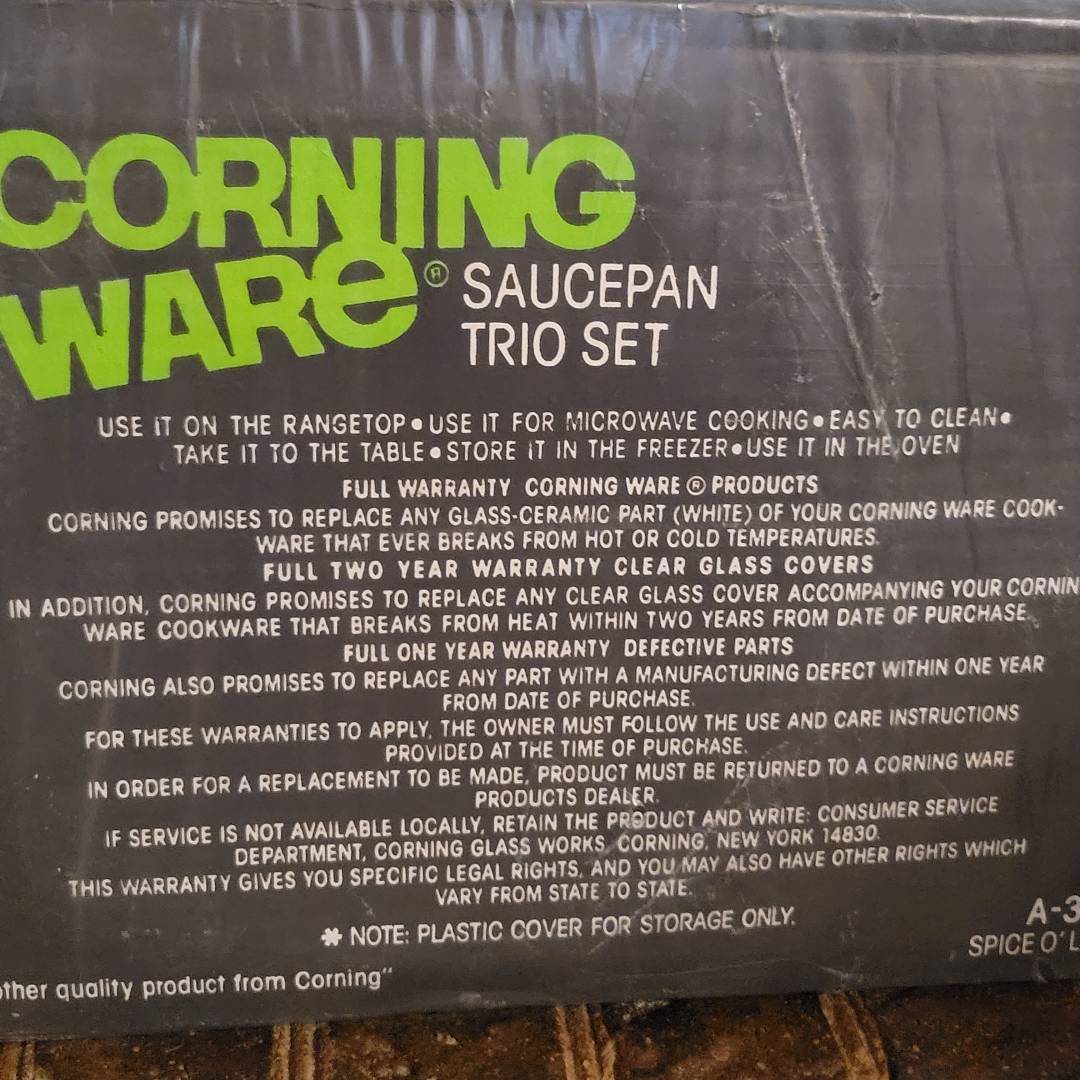 CORNING
WARe® SAUCEPAN
TRIO SET
USE IT ON THE RANGETOP●USE IT FOR MICROWAVE COOKING●EASY TO CLEAN●
TAKE IT TO THE TABLE●STORE IT IN THE FREEZER●USE IT IN THE OVEN
FULL WARRANTY CORNING WARE ® PRODUCTS
CORNING PROMISES TO REPLACE ANY GLASS-CERAMIC PART (WHITE) OF YOUR CORNING WARE COOK-
WARE THAT EVER BREAKS FROM HOT OR COLD TEMPERATURES.
FULL TWO YEAR WARRANTY CLEAR GLASS COVERS
IN ADDITION, CORNING PROMISES TO REPLACE ANY CLEAR GLASS COVER ACCOMPANYING YOUR CORNIN
WARE COOKWARE THAT BREAKS FROM HEAT WITHIN TWO YEARS FROM DATE OF PURCHASE.
FULL ONE YEAR WARRANTY DEFECTIVE PARTS
CORNING ALSO PROMISES TO REPLACE ANY PART WITH A MANUFACTURING DEFECT WITHIN ONE YEAR
FROM DATE OF PURCHASE.
FOR THESE WARRANTIES TO APPLY, THE OWNER MUST FOLLOW THE USE AND CARE INSTRUCTIONS
PROVIDED AT THE TIME OF PURCHASE.
IN ORDER FOR A REPLACEMENT TO BE MADE, PRODUCT MUST BE RETURNED TO A CORNING WARE
PRODUCTS DEALER.
IF SERVICE IS NOT AVAILABLE LOCALLY, RETAIN THE PRODUCT AND WRITE: CONSUMER SERVICE
DEPARTMENT, CORNING GLASS WORKS, CORNING, NEW YORK 14830.
THIS WARRANTY GIVES YOU SPECIFIC LEGAL RIGHTS, AND YOU MAY ALSO HAVE OTHER RIGHTS WHICH
VARY FROM STATE TO STATE.
✱ NOTE: PLASTIC COVER FOR STORAGE ONLY.
A-3
SPICE O' L
other quality product from Corning"